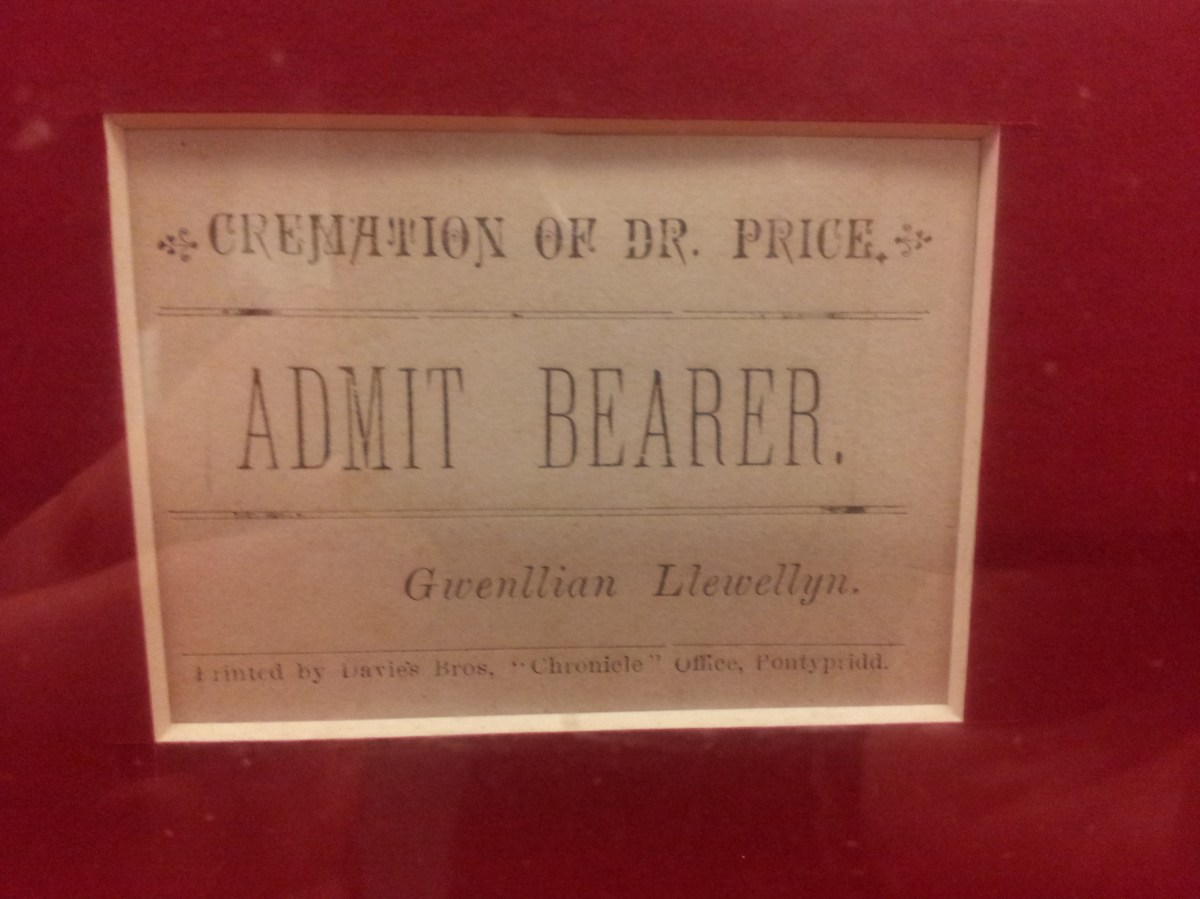 CREMATION OF DR. PRICE.
ADMIT BEARER.
Gwenllian Llewellyn.
Printed by Davies Bros, "Chronicle" Office, Pontypridd.